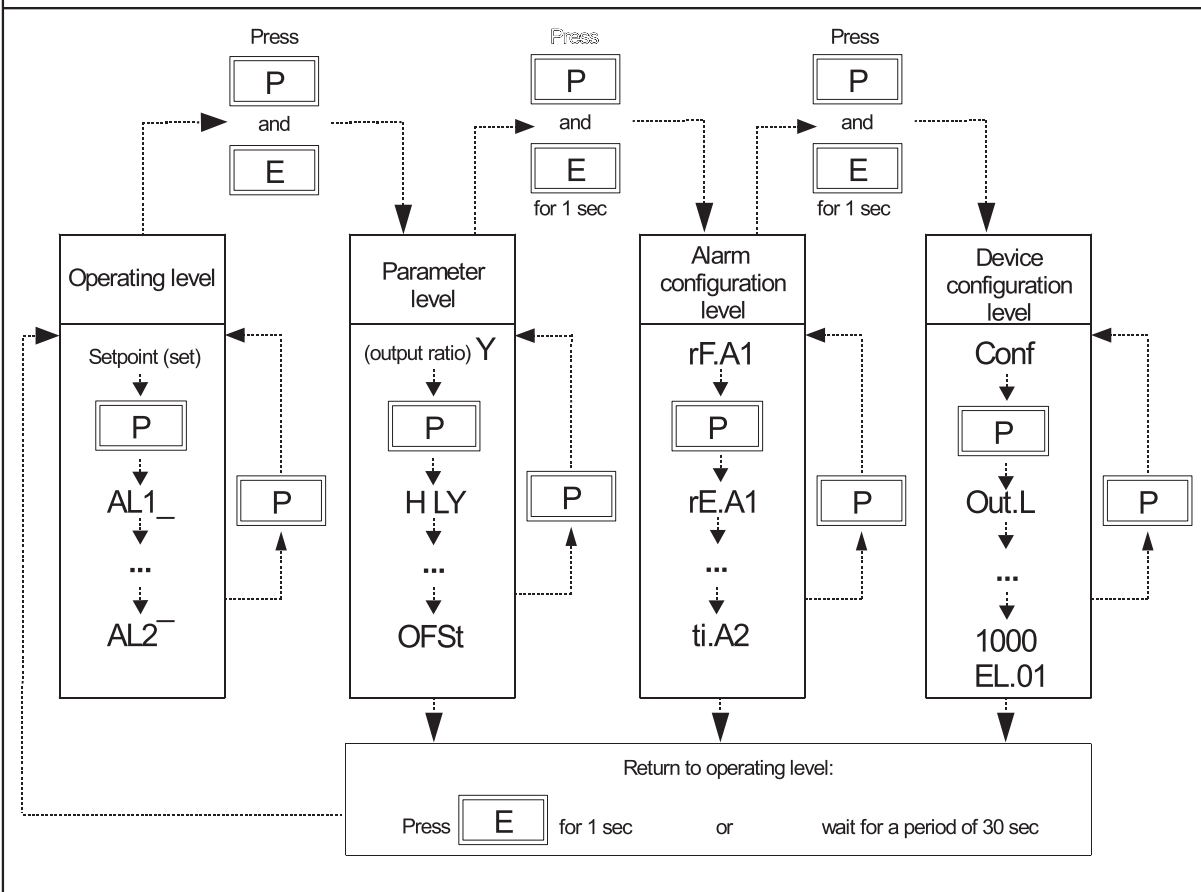 Press
P
and
E
Press
P
and
E
for 1 sec
Press
P
and
E
for 1 sec
Operating level
Setpoint (set)
P
AL1_
...
AL2¯
P
Parameter
level
(output ratio) Y
P
H LY
...
OFSt
P
Alarm
configuration
level
rF.A1
P
rE.A1
...
ti.A2
P
Device
configuration
level
Conf
P
Out.L
...
1000
EL.01
P
Return to operating level:
Press E for 1 sec or wait for a period of 30 sec